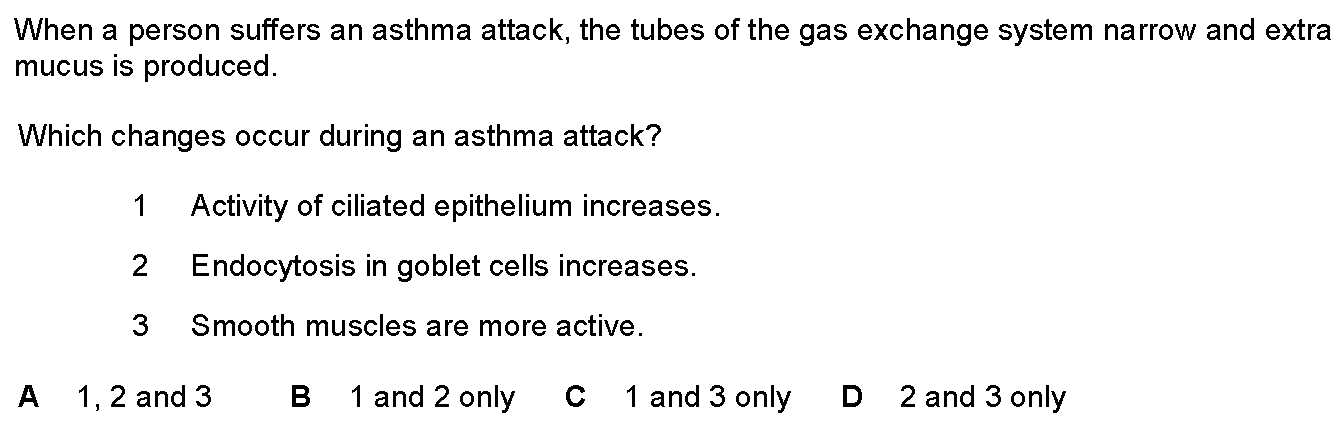 When a person suffers an asthma attack, the tubes of the gas exchange system narrow and extra
mucus is produced.
Which changes occur during an asthma attack?
1 Activity of ciliated epithelium increases.
2 Endocytosis in goblet cells increases.
3 Smooth muscles are more active.
A 1, 2 and 3 B 1 and 2 only C 1 and 3 only D 2 and 3 only